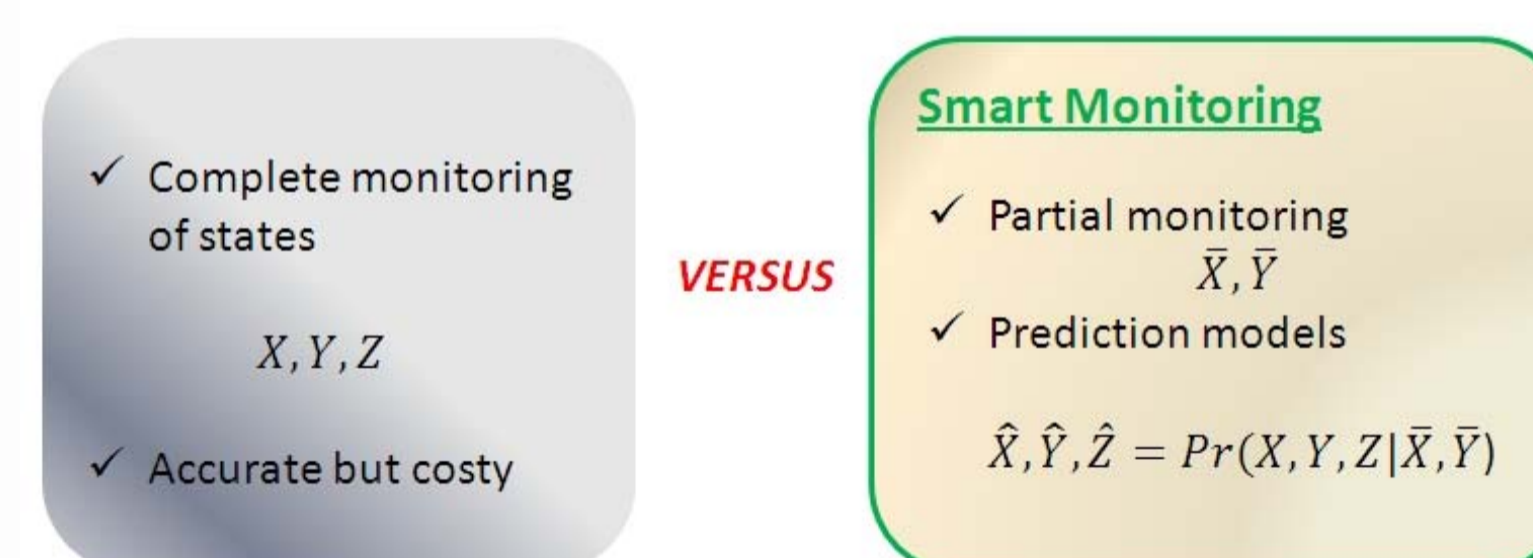 ✓ Complete monitoring
of states
X, Y, Z
✓ Accurate but costy
VERSUS
Smart Monitoring
✓ Partial monitoring
X̄, Ȳ
✓ Prediction models
X̂, Ŷ, Ẑ = Pr(X, Y, Z|X̄, Ȳ)